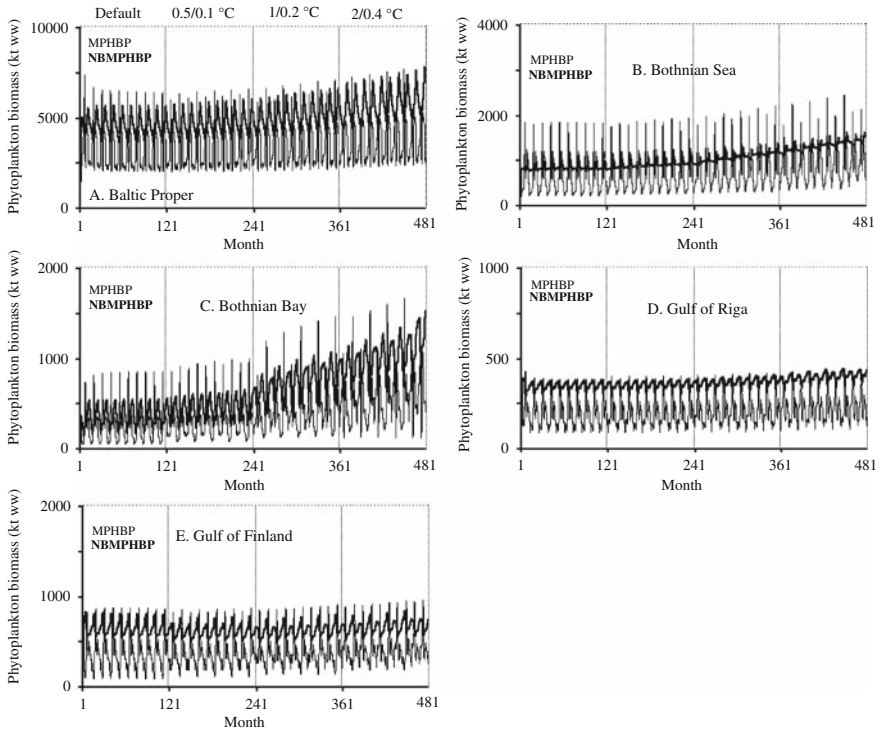 Default 0.5/0.1 °C 1/0.2 °C 2/0.4 °C
Phytoplankton biomass (kt ww)
10000
7500
5000
2500
0
MPHBP
NBMPHBP
A. Baltic Proper
1 121 241 361 481
Month
Phytoplankton biomass (kt ww)
4000
2000
0
MPHBP
NBMPHBP
B. Bothnian Sea
1 121 241 361 481
Month
Phytoplankton biomass (kt ww)
2000
1000
0
MPHBP
NBMPHBP
C. Bothnian Bay
1 121 241 361 481
Month
Phytoplankton biomass (kt ww)
1000
500
0
MPHBP
NBMPHBP
D. Gulf of Riga
1 121 241 361 481
Month
Phytoplankton biomass (kt ww)
2000
1000
0
MPHBP
NBMPHBP
E. Gulf of Finland
1 121 241 361 481
Month